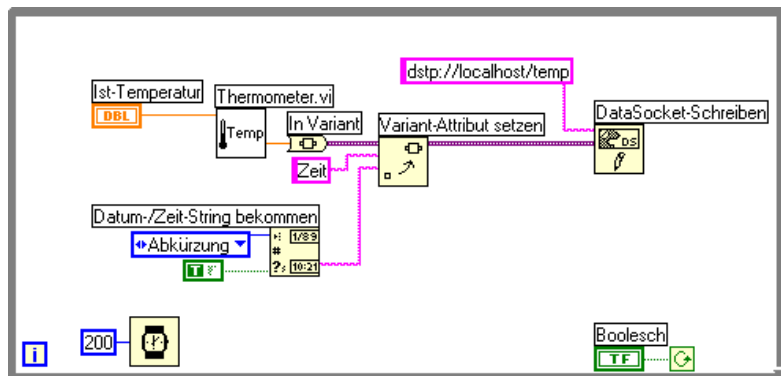 dstp://localhost/temp
Ist-Temperatur
DBL
Thermometer.vi
Temp
In Variant
Variant-Attribut setzen
DataSocket-Schreiben
DS
Zeit
Datum-/Zeit-String bekommen
Abkürzung
1/89
#
T F
?s 10:21
200
i
Boolesch
TF